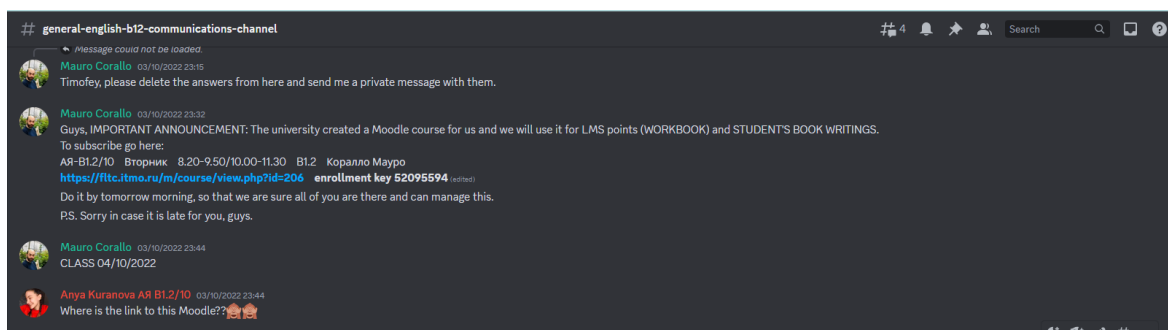 # general-english-b12-communications-channel
4
Search
Message could not be loaded.
Mauro Corallo 03/10/2022 23:15
Timofey, please delete the answers from here and send me a private message with them.
Mauro Corallo 03/10/2022 23:32
Guys, IMPORTANT ANNOUNCEMENT: The university created a Moodle course for us and we will use it for LMS points (WORKBOOK) and STUDENT'S BOOK WRITINGS.
To subscribe go here:
АЯ-B1.2/10 Вторник 8.20-9.50/10.00-11.30 B1.2 Коралло Мауро
https://fltc.itmo.ru/m/course/view.php?id=206 enrollment key 52095594 (edited)
Do it by tomorrow morning, so that we are sure all of you are there and can manage this.
P.S. Sorry in case it is late for you, guys.
Mauro Corallo 03/10/2022 23:44
CLASS 04/10/2022
Anya Kuranova АЯ B1.2/10 03/10/2022 23:44
Where is the link to this Moodle??🙈🙈